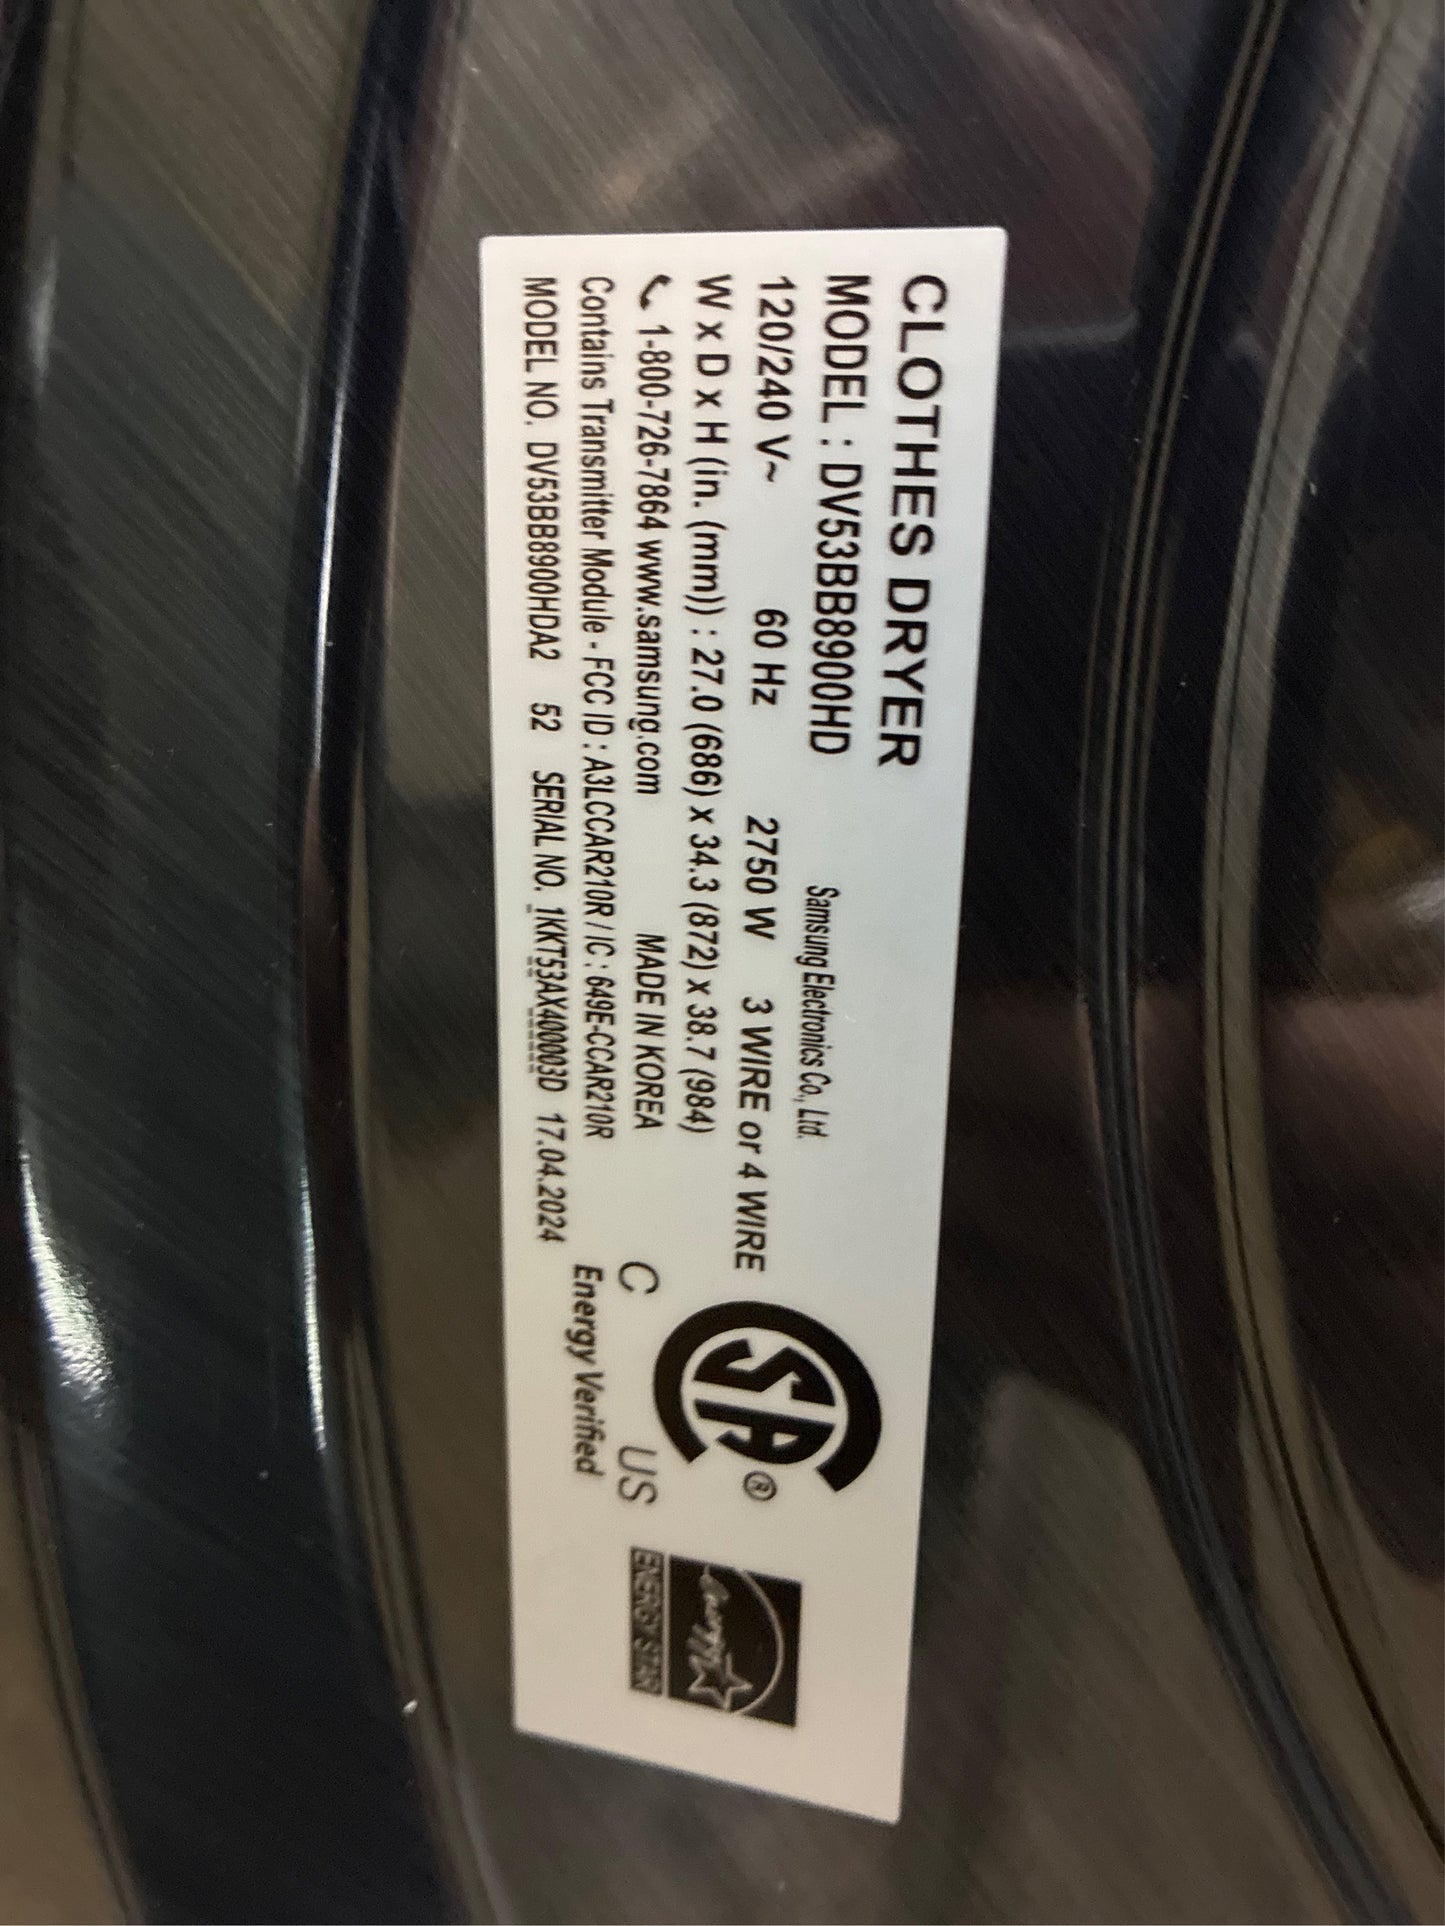 CLOTHES DRYER
MODEL : DV53BB8900HD
Samsung Electronics Co., Ltd.
120/240 V~ 60 Hz 2750 W 3 WIRE or 4 WIRE
W x D x H (in. (mm)) : 27.0 (686) x 34.3 (872) x 38.7 (984)
1-800-726-7864 www.samsung.com MADE IN KOREA
Contains Transmitter Module - FCC ID : A3LCCAR210R / IC : 649E-CCAR210R
MODEL NO. DV53BB8900HDA2 52 SERIAL NO. 1KKT53AX400003D 17.04.2024
SA ®
C US
Energy Verified
energy
ENERGY STAR